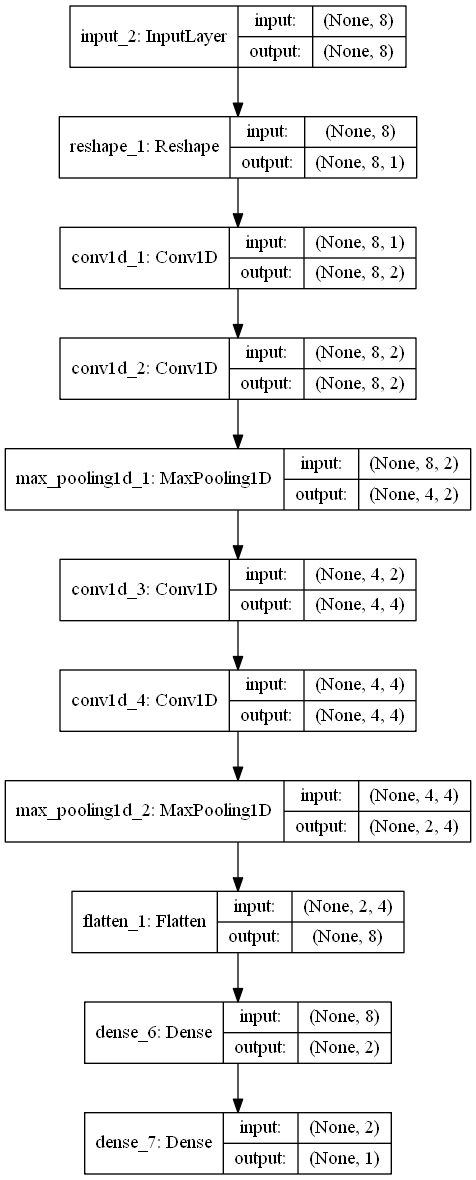 input_2: InputLayer
input: (None, 8)
output: (None, 8)
reshape_1: Reshape
input: (None, 8)
output: (None, 8, 1)
conv1d_1: Conv1D
input: (None, 8, 1)
output: (None, 8, 2)
conv1d_2: Conv1D
input: (None, 8, 2)
output: (None, 8, 2)
max_pooling1d_1: MaxPooling1D
input: (None, 8, 2)
output: (None, 4, 2)
conv1d_3: Conv1D
input: (None, 4, 2)
output: (None, 4, 4)
conv1d_4: Conv1D
input: (None, 4, 4)
output: (None, 4, 4)
max_pooling1d_2: MaxPooling1D
input: (None, 4, 4)
output: (None, 2, 4)
flatten_1: Flatten
input: (None, 2, 4)
output: (None, 8)
dense_6: Dense
input: (None, 8)
output: (None, 2)
dense_7: Dense
input: (None, 2)
output: (None, 1)